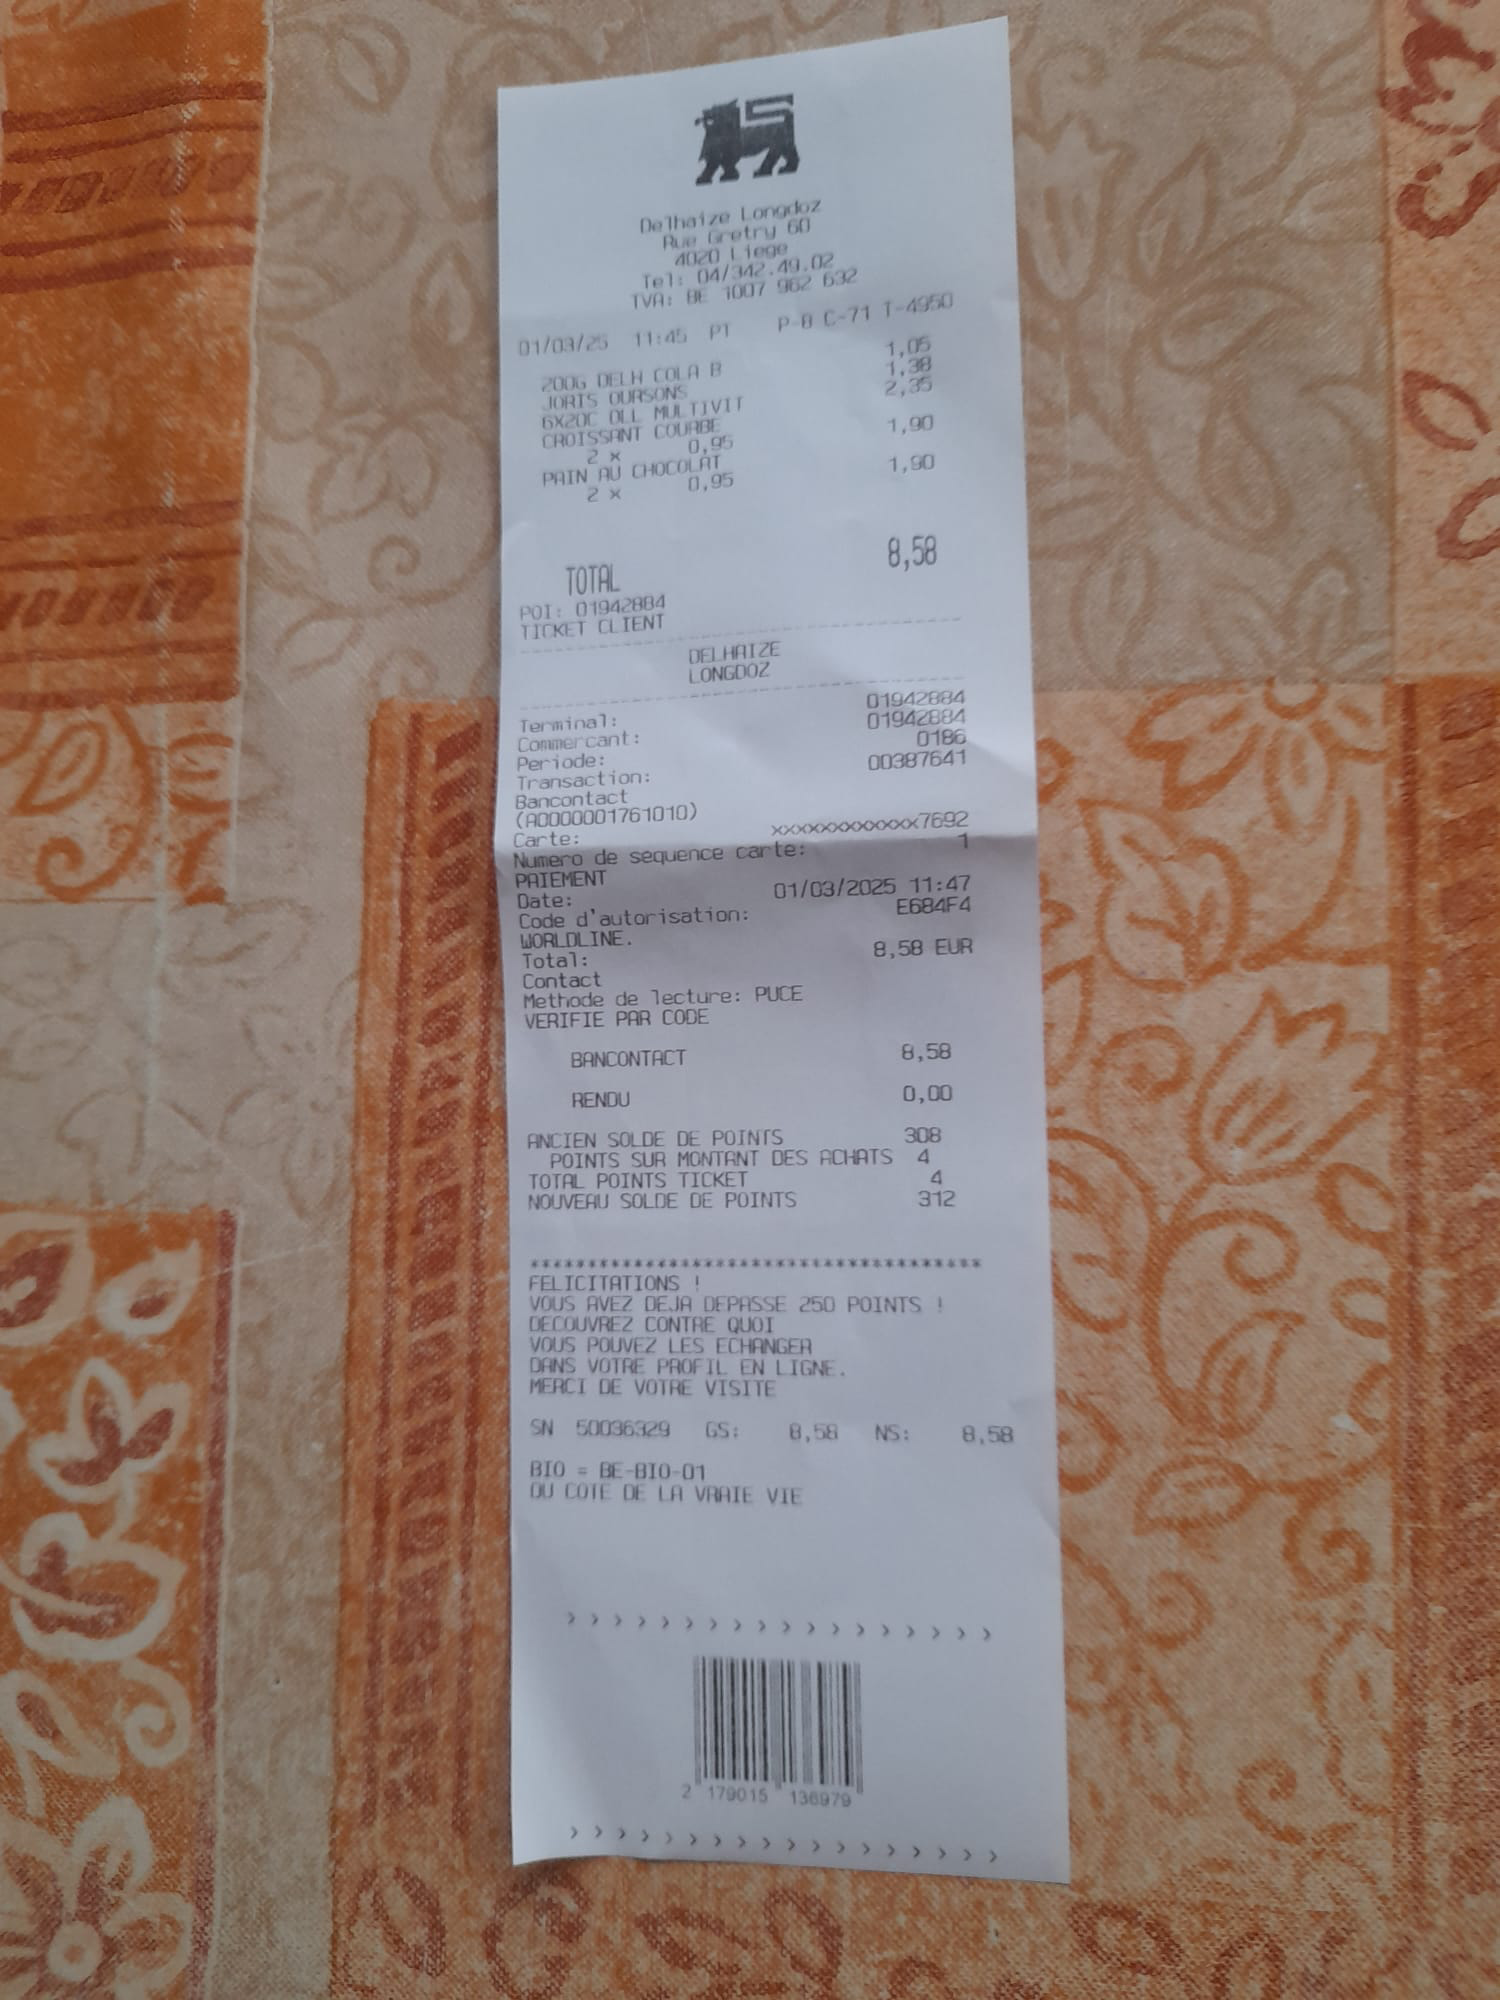 Delhaize Longdoz
Rue Gretry 60
4020 Liege
Tel: 04/342.49.02
TVA: BE 1007 962 632
01/03/25 11:45 PT P-8 C-71 T-4950
200G DELH COLA B 1,05
JORIS OURSONS 1,38
6X20C DLL MULTIVIT 2,35
CROISSANT COURBE 1,90
2 x 0,95
PAIN AU CHOCOLAT 1,90
2 x 0,95
TOTAL 8,58
POI: 01942884
TICKET CLIENT
DELHAIZE
LONGDOZ
Terminal: 01942884
Commercant: 01942884
Periode: 0186
Transaction: 00387641
Bancontact
(A0000001761010)
Carte: xxxxxxxxxxxx7692
Numero de sequence carte: 1
PAIEMENT
Date: 01/03/2025 11:47
Code d'autorisation: E684F4
WORLDLINE.
Total: 8,58 EUR
Contact
Methode de lecture: PUCE
VERIFIE PAR CODE
BANCONTACT 8,58
RENDU 0,00
ANCIEN SOLDE DE POINTS 308
POINTS SUR MONTANT DES ACHATS 4
TOTAL POINTS TICKET 4
NOUVEAU SOLDE DE POINTS 312
****************************************
FELICITATIONS !
VOUS AVEZ DEJA DEPASSE 250 POINTS !
DECOUVREZ CONTRE QUOI
VOUS POUVEZ LES ECHANGER
DANS VOTRE PROFIL EN LIGNE.
MERCI DE VOTRE VISITE
SN 50036329 GS: 8,58 NS: 8,58
BIO = BE-BIO-01
DU COTE DE LA VRAIE VIE
> > > > > > > > > > > > > > > > > >
2 179015 136979
> > > > > > > > > > > > > > > > > >